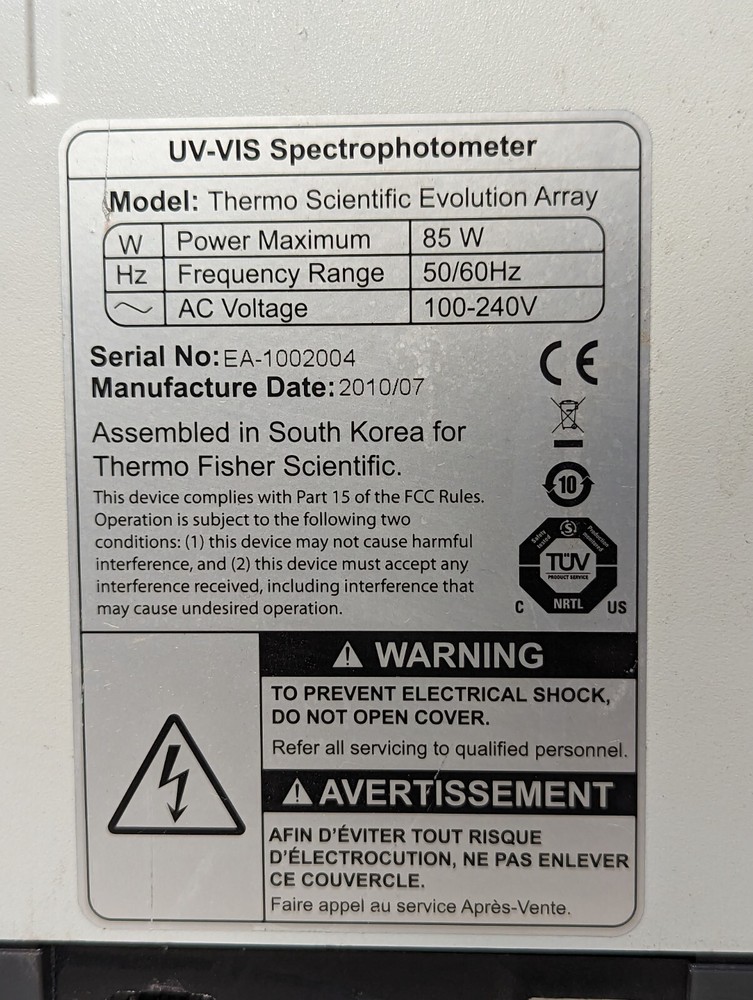 UV-VIS Spectrophotometer
Model: Thermo Scientific Evolution Array
W Power Maximum 85 W
Hz Frequency Range 50/60Hz
~ AC Voltage 100-240V
Serial No: EA-1002004
Manufacture Date: 2010/07
CE
Assembled in South Korea for
Thermo Fisher Scientific.
10
This device complies with Part 15 of the FCC Rules.
Operation is subject to the following two
conditions: (1) this device may not cause harmful
interference, and (2) this device must accept any
interference received, including interference that
may cause undesired operation.
Safety tested
S
Production monitored
TÜV
PRODUCT SERVICE
C NRTL US
⚠ WARNING
TO PREVENT ELECTRICAL SHOCK,
DO NOT OPEN COVER.
Refer all servicing to qualified personnel.
⚠ AVERTISSEMENT
AFIN D'ÉVITER TOUT RISQUE
D'ÉLECTROCUTION, NE PAS ENLEVER
CE COUVERCLE.
Faire appel au service Après-Vente.